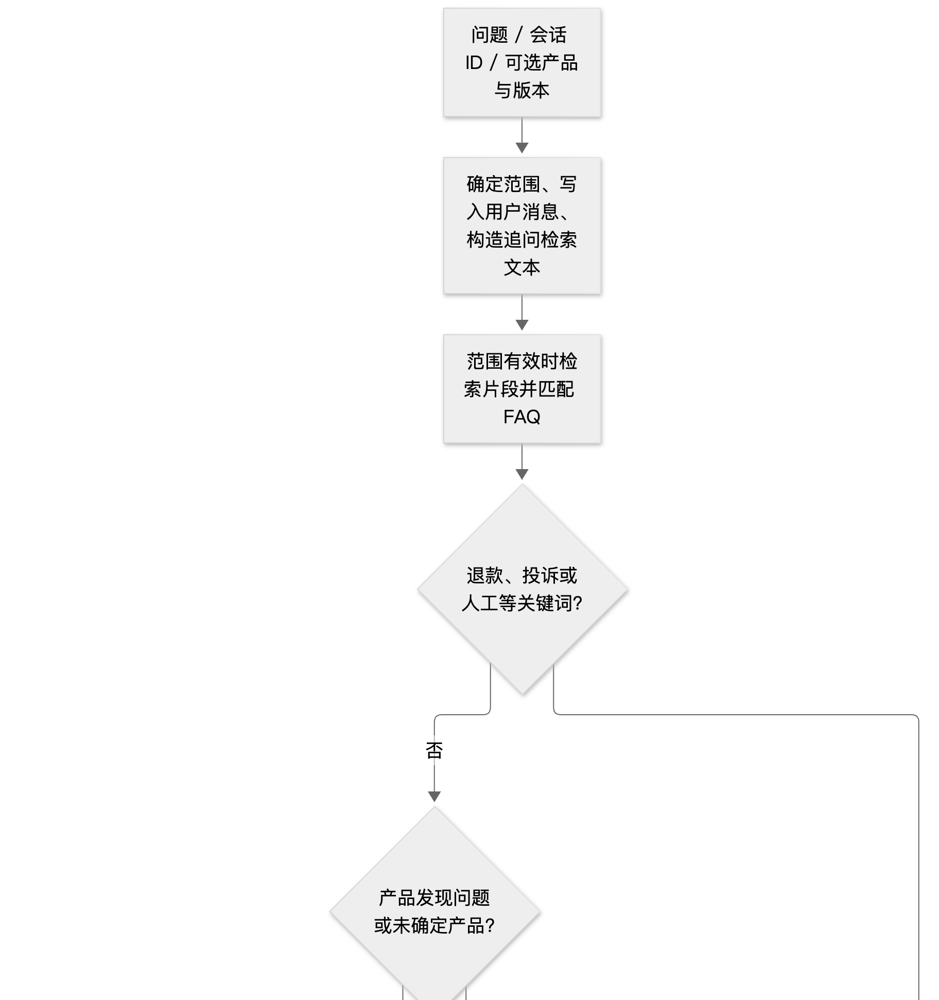 问题 / 会话
ID / 可选产品
与版本
确定范围、写
入用户消息、
构造追问检索
文本
范围有效时检
索片段并匹配
FAQ
退款、投诉或
人工等关键词?
否
产品发现问题
或未确定产品?